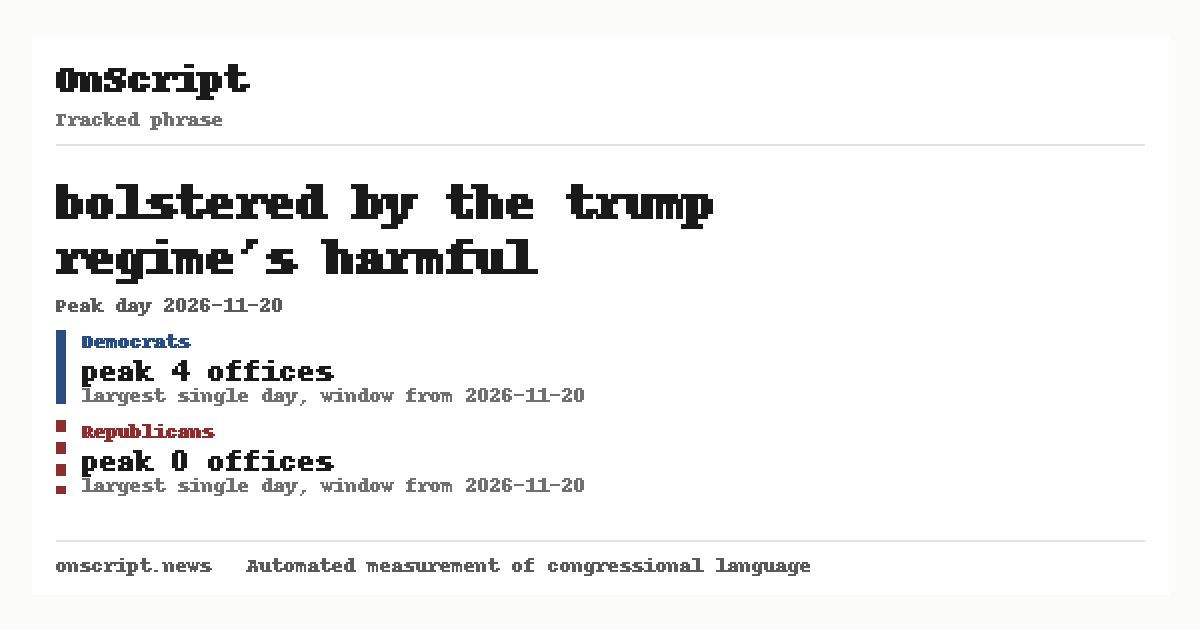 OnScript
Tracked phrase
bolstered by the trump
regime's harmful
Peak day 2026-11-20
Democrats
peak 4 offices
largest single day, window from 2026-11-20
Republicans
peak 0 offices
largest single day, window from 2026-11-20
onscript.news Automated measurement of congressional language